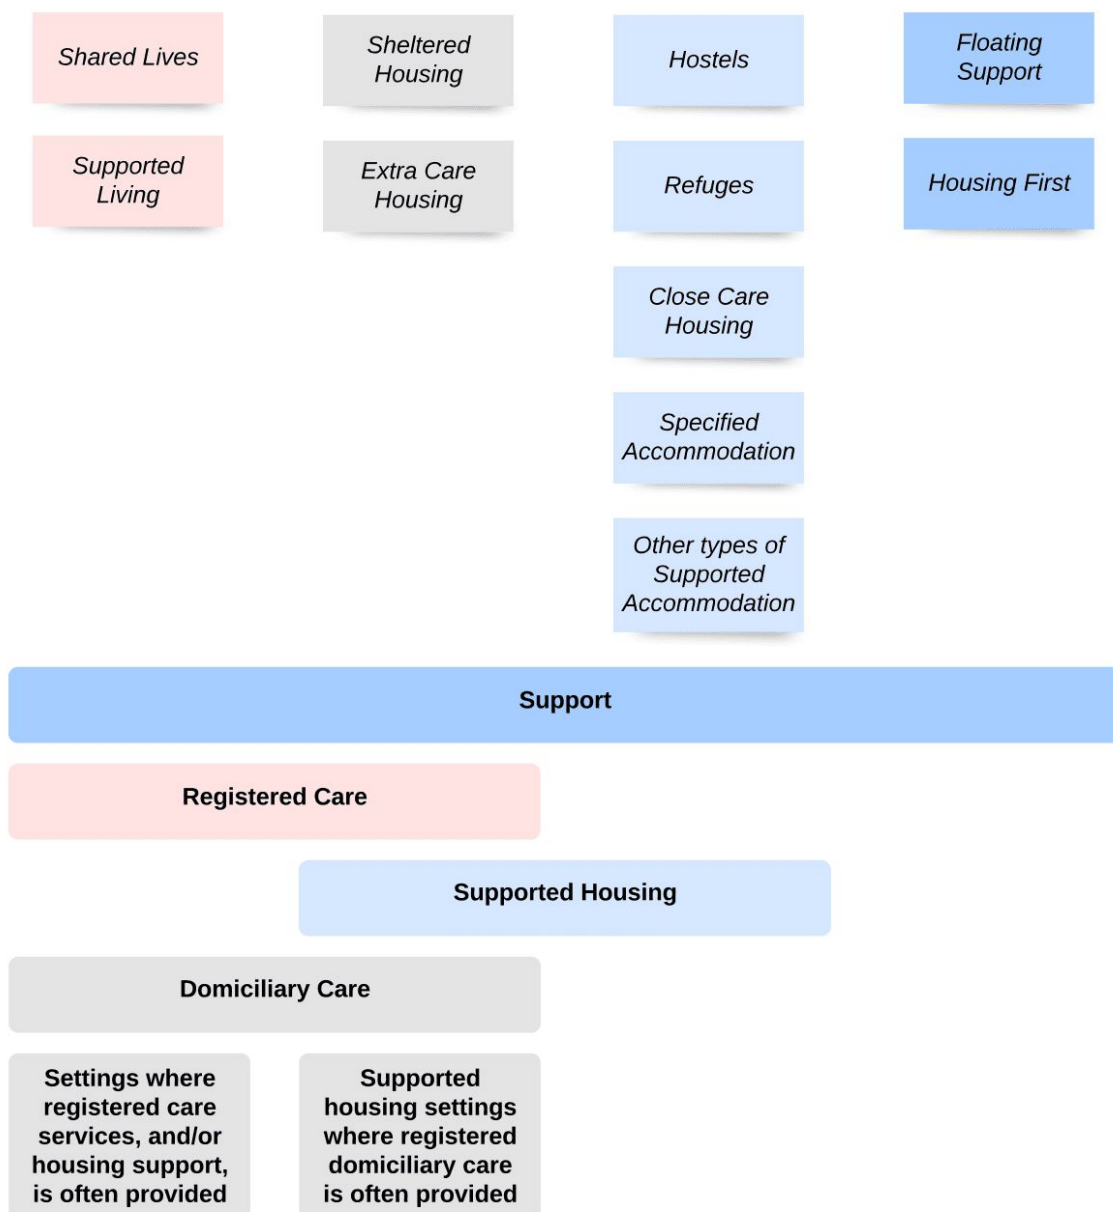 Shared Lives
Sheltered
Housing
Hostels
Floating
Support
Supported
Living
Extra Care
Housing
Refuges
Housing First
Close Care
Housing
Specified
Accommodation
Other types of
Supported
Accommodation
Support
Registered Care
Supported Housing
Domiciliary Care
Settings where
registered care
services, and/or
housing support,
is often provided
Supported
housing settings
where registered
domiciliary care
is often provided